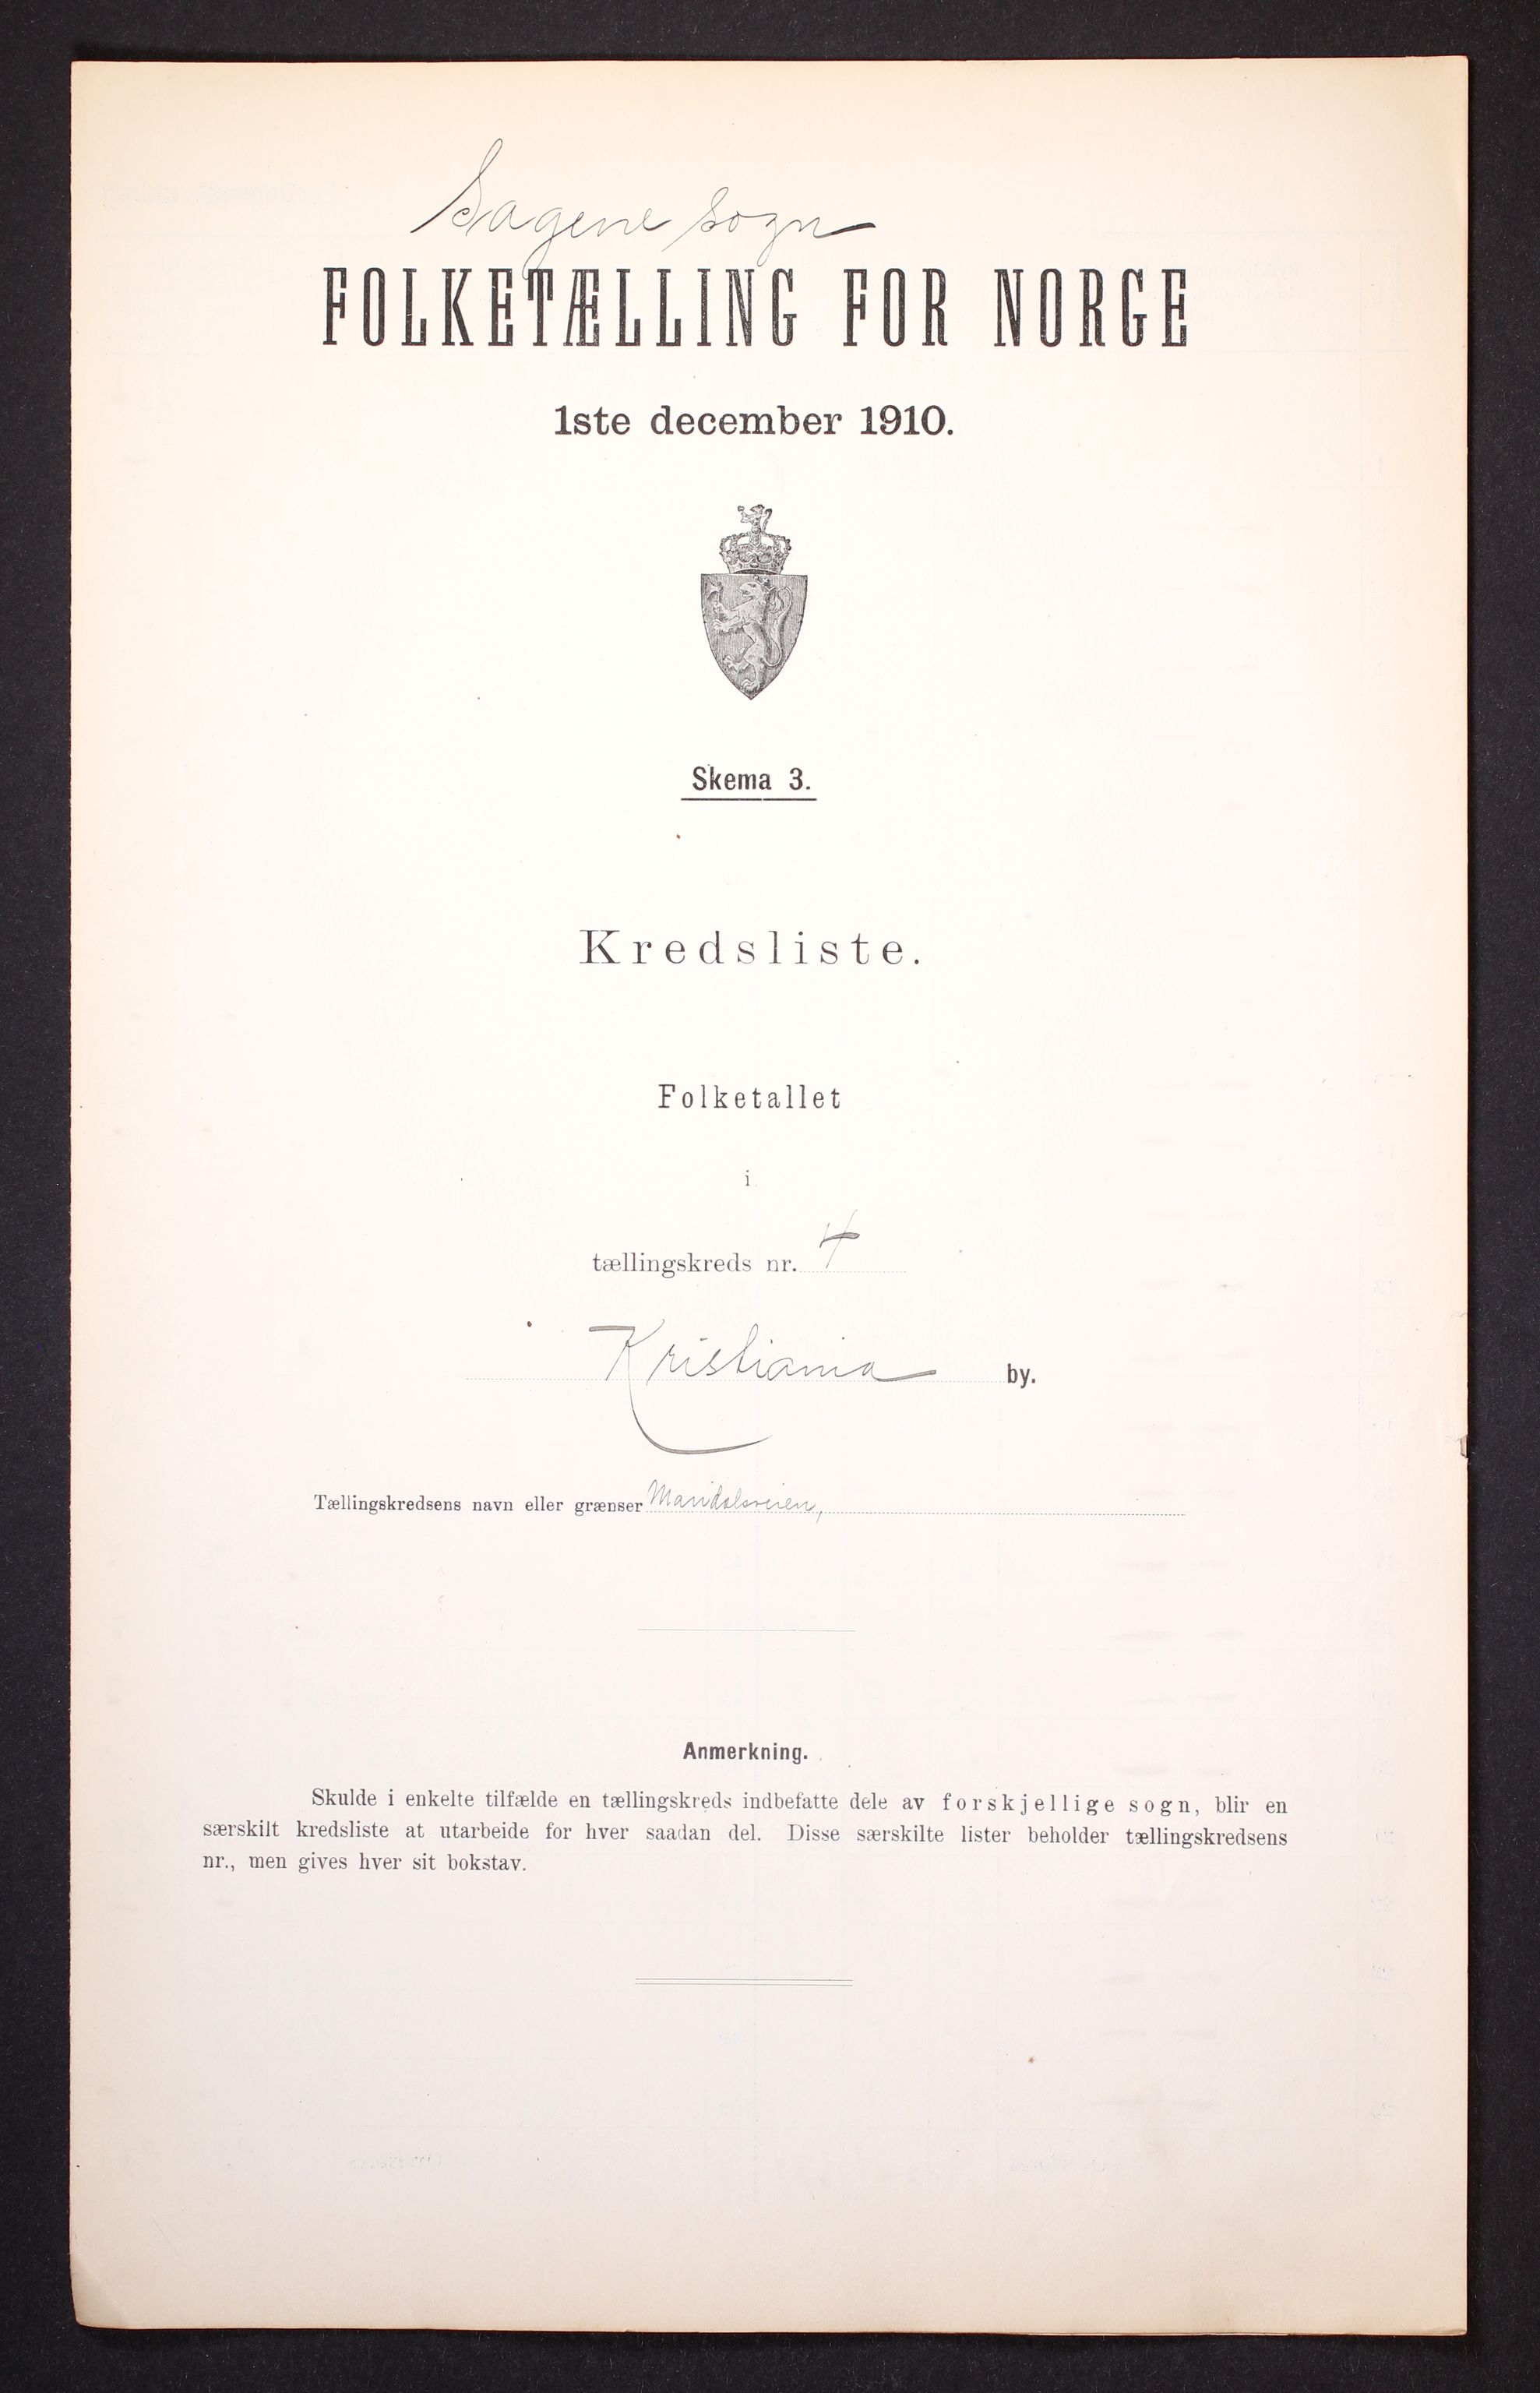 Sagene sogn
FOLKETÆLLING FOR NORGE
1ste december 1910.
Skema 3.
Kredsliste.
Folketallet
i
tællingskreds nr. 4
Kristiania by.
Tællingskredsens navn eller grænser Maridalsveien,
Anmerkning.
Skulde i enkelte tilfælde en tællingskreds indbefatte dele av forskjellige sogn, blir en
særskilt kredsliste at utarbeide for hver saadan del. Disse særskilte lister beholder tællingskredsens
nr., men gives hver sit bokstav.